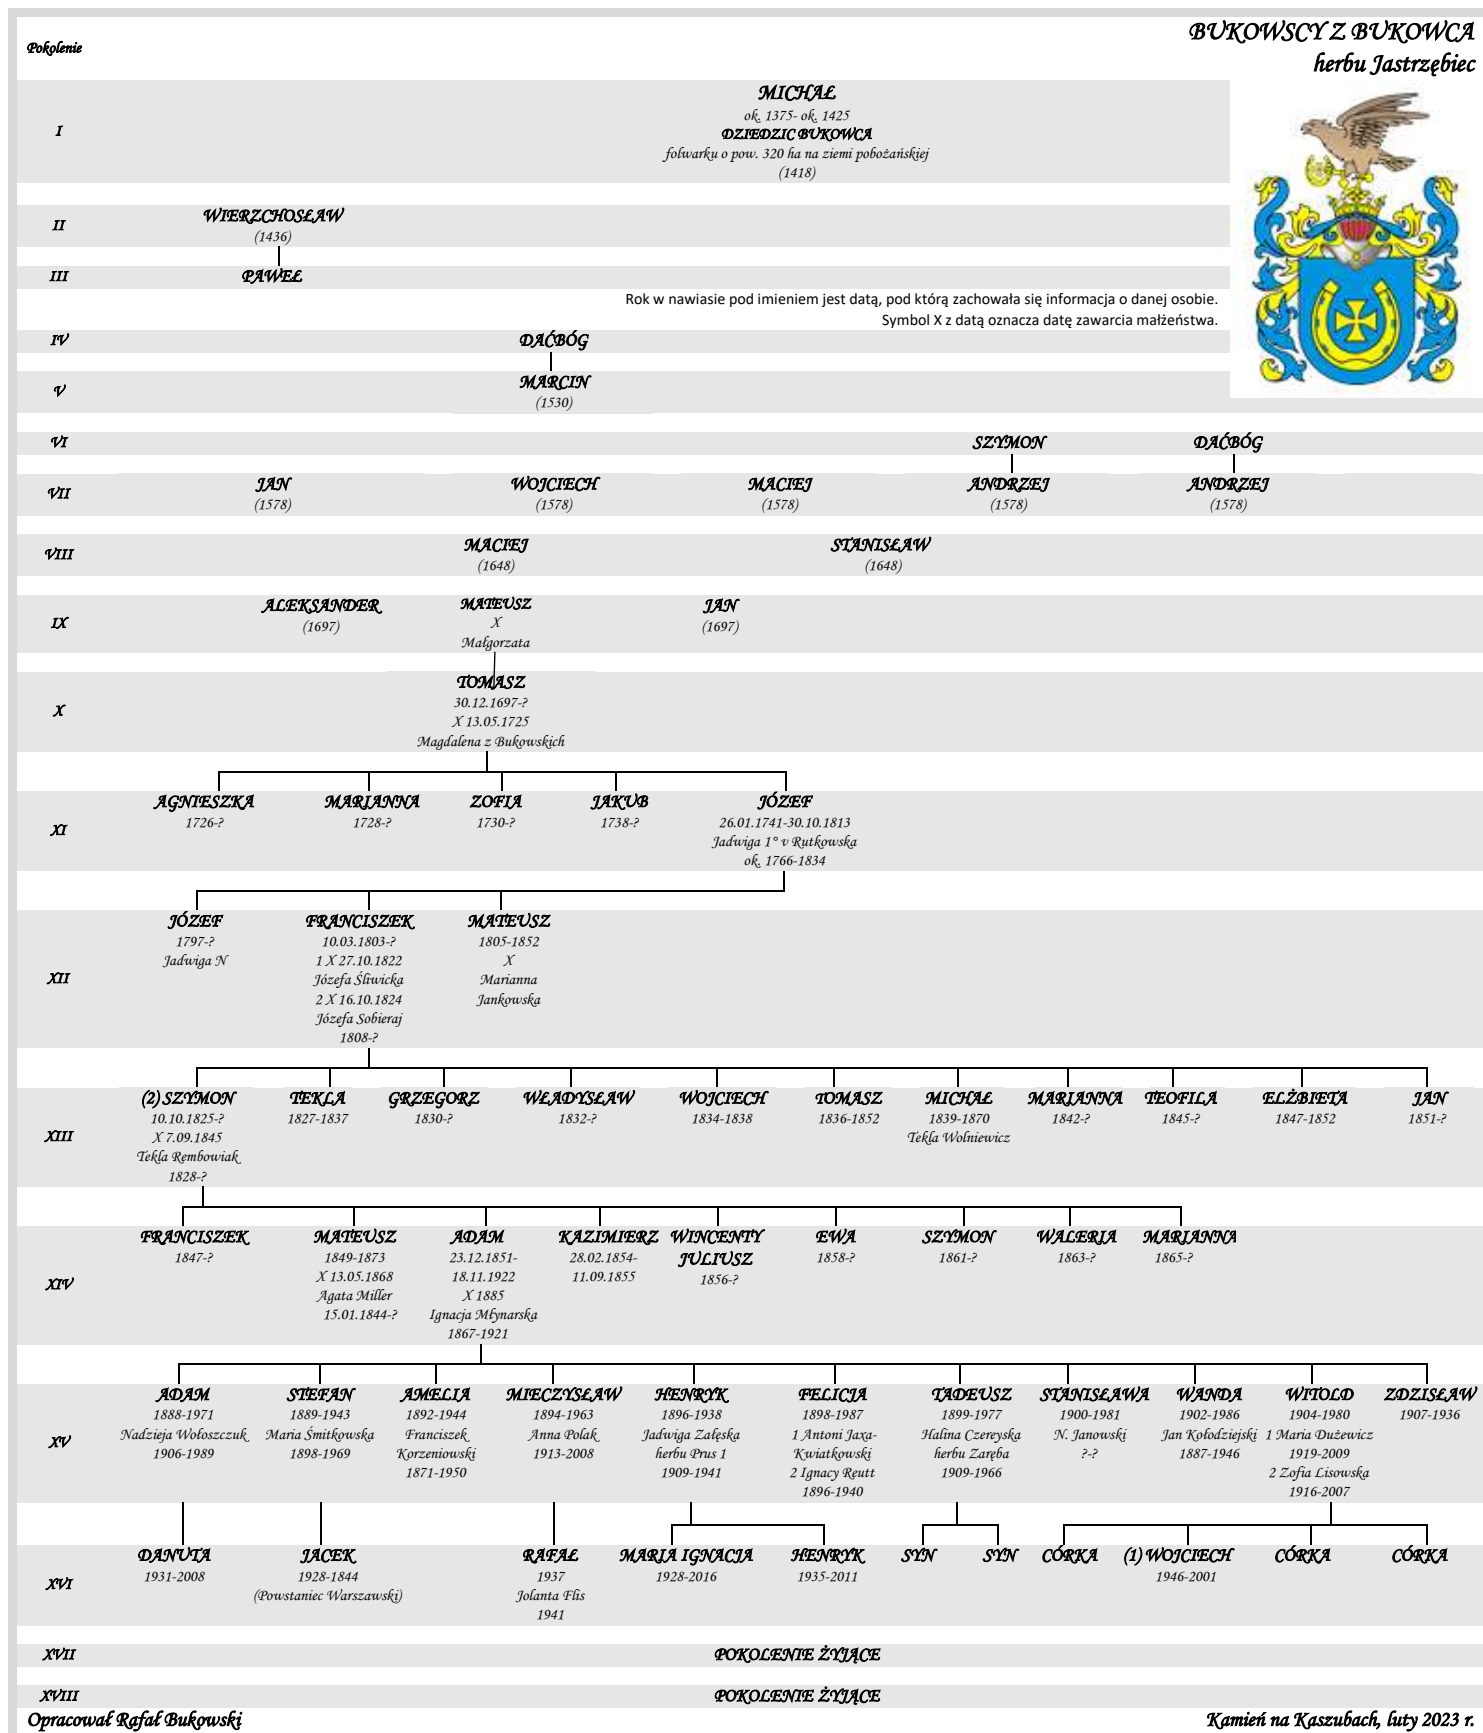 Pokolenie
BUKOWSCY Z BUKOWCA
herbu Jastrzębiec
I
MICHAŁ
ok. 1375- ok. 1425
DZIEDZIC BUKOWCA
folwarku o pow. 320 ha na ziemi pobożańskiej
(1418)
II
WIERZCHOSŁAW
(1436)
III
PAWEŁ
Rok w nawiasie pod imieniem jest datą, pod którą zachowała się informacja o danej osobie.
Symbol X z datą oznacza datę zawarcia małżeństwa.
IV
DAĆBÓG
V
MARCIN
(1530)
VI
SZYMON DAĆBÓG
VII
JAN WOJCIECH MACIEJ ANDRZEJ ANDRZEJ
(1578) (1578) (1578) (1578) (1578)
VIII
MACIEJ STANISŁAW
(1648) (1648)
IX
ALEKSANDER
(1697)
MATEUSZ
X
Małgorzata
JAN
(1697)
X
TOMASZ
30.12.1697-?
X 13.05.1725
Magdalena z Bukowskich
XI
AGNIESZKA
1726-?
MARIANNA
1728-?
ZOFIA
1730-?
JAKUB
1738-?
JÓZEF
26.01.1741-30.10.1813
Jadwiga 1° v Rutkowska
ok. 1766-1834
XII
JÓZEF
1797-?
Jadwiga N
FRANCISZEK
10.03.1803-?
1 X 27.10.1822
Józefa Śliwicka
2 X 16.10.1824
Józefa Sobieraj
1808-?
MATEUSZ
1805-1852
X
Marianna
Jankowska
XIII
(2) SZYMON
10.10.1825-?
X 7.09.1845
Tekla Rembowiak
1828-?
TEKLA
1827-1837
GRZEGORZ
1830-?
WŁADYSŁAW
1832-?
WOJCIECH
1834-1838
TOMASZ
1836-1852
MICHAŁ
1839-1870
Tekla Wolniewicz
MARIANNA
1842-?
TEOFILA
1845-?
ELŻBIETA
1847-1852
JAN
1851-?
XIV
FRANCISZEK
1847-?
MATEUSZ
1849-1873
X 13.05.1868
Agata Miller
15.01.1844-?
ADAM
23.12.1851-
18.11.1922
X 1885
Ignacja Młynarska
1867-1921
KAZIMIERZ
28.02.1854-
11.09.1855
WINCENTY
JULIUSZ
1856-?
EWA
1858-?
SZYMON
1861-?
WALERIA
1863-?
MARIANNA
1865-?
XV
ADAM
1888-1971
Nadzieja Wołoszczuk
1906-1989
STEFAN
1889-1943
Maria Śmitkowska
1898-1969
AMELIA
1892-1944
Franciszek
Korzeniowski
1871-1950
MIECZYSŁAW
1894-1963
Anna Polak
1913-2008
HENRYK
1896-1938
Jadwiga Załęska
herbu Prus 1
1909-1941
FELICJA
1898-1987
1 Antoni Jaxa-
Kwiatkowski
2 Ignacy Reutt
1896-1940
TADEUSZ
1899-1977
Halina Czereyska
herbu Zaręba
1909-1966
STANISŁAWA
1900-1981
N. Janowski
?-?
WANDA
1902-1986
Jan Kołodziejski
1887-1946
WITOLD
1904-1980
1 Maria Dużewicz
1919-2009
2 Zofia Lisowska
1916-2007
ZDZISŁAW
1907-1936
XVI
DANUTA
1931-2008
JACEK
1928-1844
(Powstaniec Warszawski)
RAFAŁ
1937
Jolanta Flis
1941
MARIA IGNACJA
1928-2016
HENRYK
1935-2011
SYN
SYN
CÓRKA
(1) WOJCIECH
1946-2001
CÓRKA
CÓRKA
XVII
POKOLENIE ŻYJĄCE
XVIII
POKOLENIE ŻYJĄCE
Opracował Rafał Bukowski
Kamień na Kaszubach, luty 2023 r.